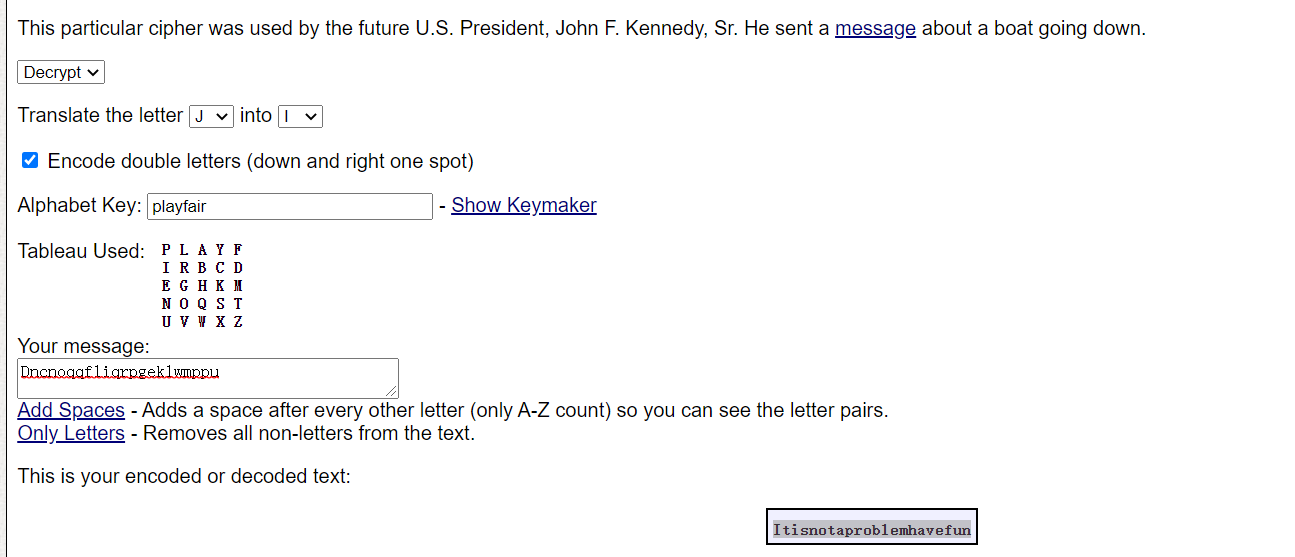 This particular cipher was used by the future U.S. President, John F. Kennedy, Sr. He sent a message about a boat going down.
Decrypt
Translate the letter J into I
Encode double letters (down and right one spot)
Alphabet Key: playfair - Show Keymaker
Tableau Used: P L A Y F
I R B C D
E G H K M
N O Q S T
U V W X Z
Your message:
Dncnoqqfliqrpgeklwmppu
Add Spaces - Adds a space after every other letter (only A-Z count) so you can see the letter pairs.
Only Letters - Removes all non-letters from the text.
This is your encoded or decoded text:
Itisnotaproblemhavefun